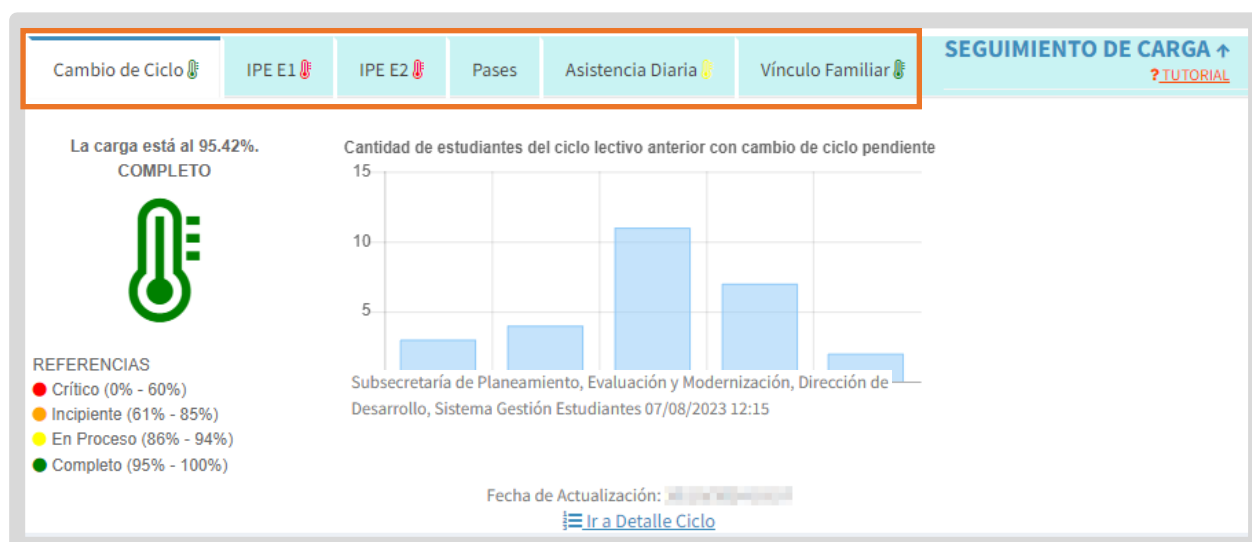 Cambio de Ciclo
IPE E1
IPE E2
Pases
Asistencia Diaria
Vínculo Familiar
SEGUIMIENTO DE CARGA ↑
? TUTORIAL
La carga está al 95.42%.
COMPLETO
REFERENCIAS
Crítico (0% - 60%)
Incipiente (61% - 85%)
En Proceso (86% - 94%)
Completo (95% - 100%)
Cantidad de estudiantes del ciclo lectivo anterior con cambio de ciclo pendiente
15
10
5
Subsecretaría de Planeamiento, Evaluación y Modernización, Dirección de
Desarrollo, Sistema Gestión Estudiantes 07/08/2023 12:15
Fecha de Actualización:
Ir a Detalle Ciclo